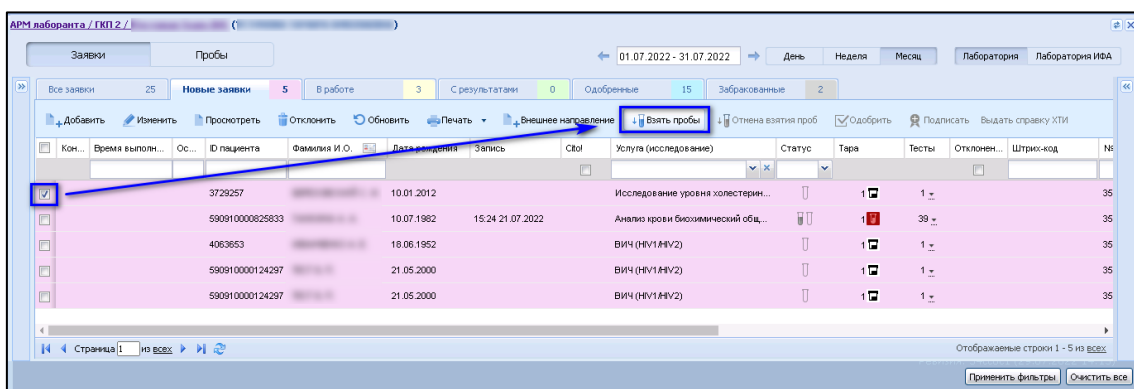 АРМ лаборанта / ГКП 2 / ( )
Заявки Пробы 01.07.2022 - 31.07.2022 День Неделя Месяц Лаборатория Лаборатория ИФА
Все заявки 25 Новые заявки 5 В работе 3 С результатами 0 Одобренные 15 Забракованные 2
Добавить Изменить Просмотреть Отклонить Обновить Печать Внешнее направление Взять пробы Отмена взятия проб Одобрить Подписать Выдать справку ХТИ
Кон... Время выполн... Ос... ID пациента Фамилия И.О. Дата рождения Запись Cito! Услуга (исследование) Статус Тара Тесты Отклонен... Штрих-код №
3729257 10.01.2012 Исследование уровня холестерин... 1 1 35
590910000825833 10.07.1982 15:24 21.07.2022 Анализ крови биохимический общ... 1 39 35
4063653 18.06.1952 ВИЧ (HIV1/HIV2) 1 1 35
590910000124297 21.05.2000 ВИЧ (HIV1/HIV2) 1 1 35
590910000124297 21.05.2000 ВИЧ (HIV1/HIV2) 1 1 35
Страница 1 из всех Отображаемые строки 1 - 5 из всех
Применить фильтры Очистить все